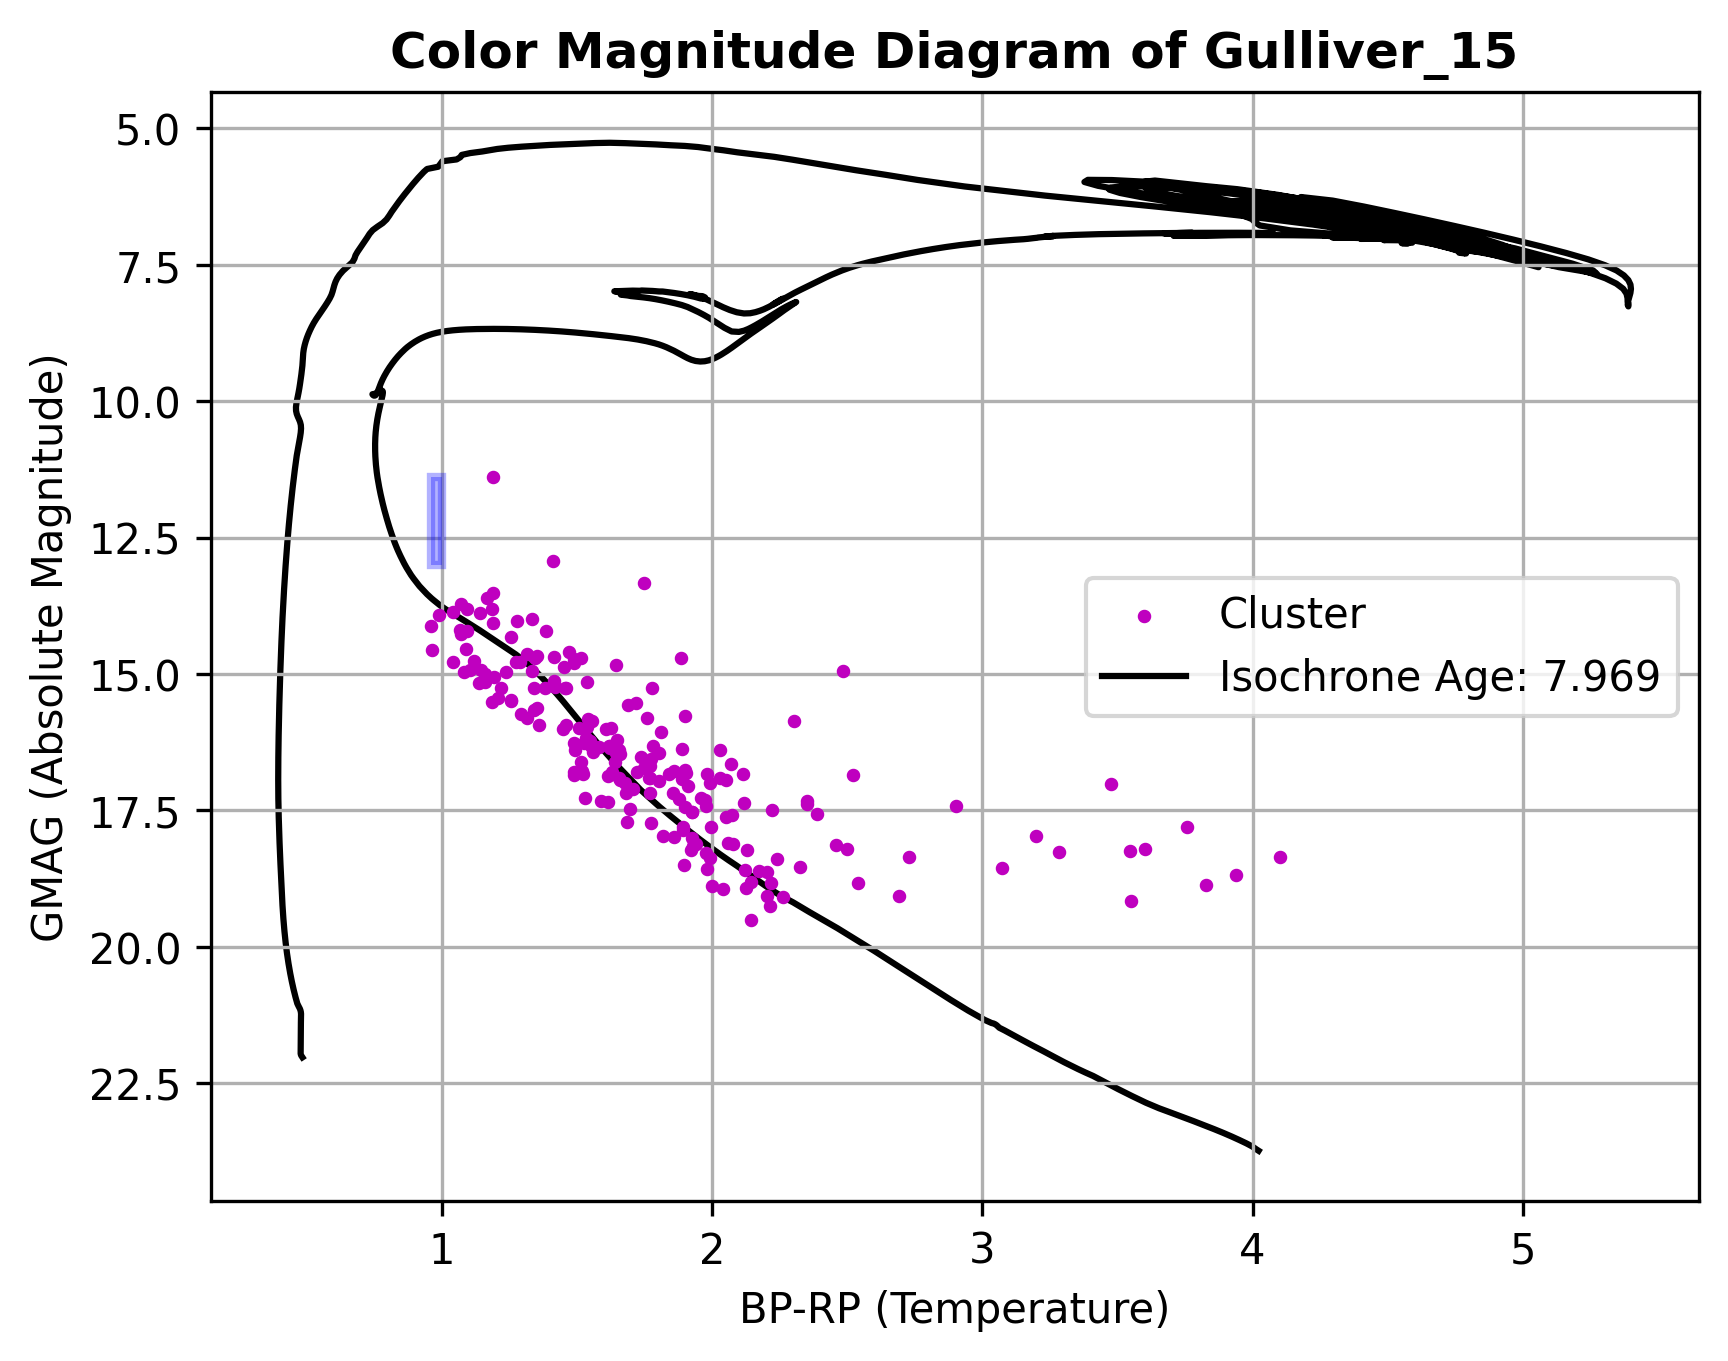 Color Magnitude Diagram of Gulliver_15
GMAG (Absolute Magnitude)
5.0
7.5
10.0
12.5
15.0
17.5
20.0
22.5
Cluster
Isochrone Age: 7.969
1
2
3
4
5
BP-RP (Temperature)